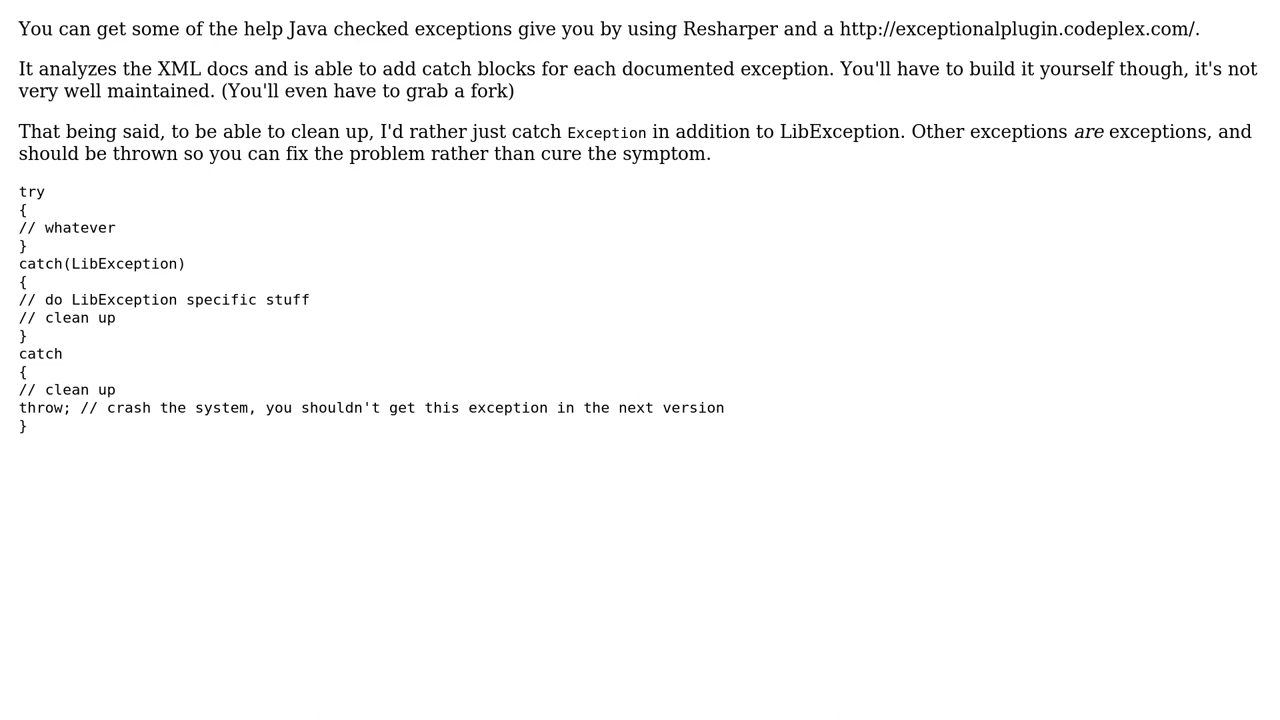 You can get some of the help Java checked exceptions give you by using Resharper and a http://exceptionalplugin.codeplex.com/.
It analyzes the XML docs and is able to add catch blocks for each documented exception. You'll have to build it yourself though, it's not
very well maintained. (You'll even have to grab a fork)
That being said, to be able to clean up, I'd rather just catch Exception in addition to LibException. Other exceptions are exceptions, and
should be thrown so you can fix the problem rather than cure the symptom.
try
{
// whatever
}
catch(LibException)
{
// do LibException specific stuff
// clean up
}
catch
{
// clean up
throw; // crash the system, you shouldn't get this exception in the next version
}